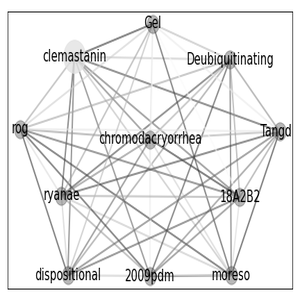 Gel
clemastanin
Deubiquitinating
rog
chromodacryorrhea
Tangd
ryanae
18A2B2
dispositional
2009pdm
moreso